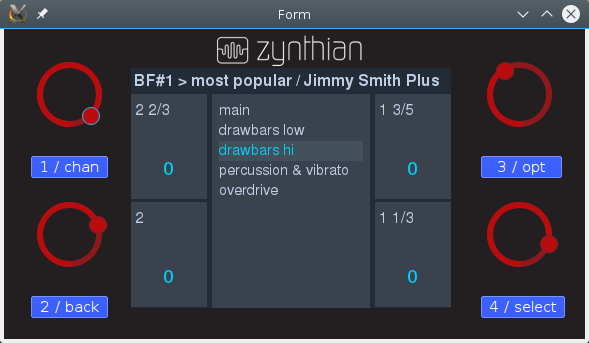 Form
zynthian
BF#1 > most popular / Jimmy Smith Plus
1 / chan
2 / back
2 2/3
0
2
0
main
drawbars low
drawbars hi
percussion & vibrato
overdrive
1 3/5
0
1 1/3
0
3 / opt
4 / select